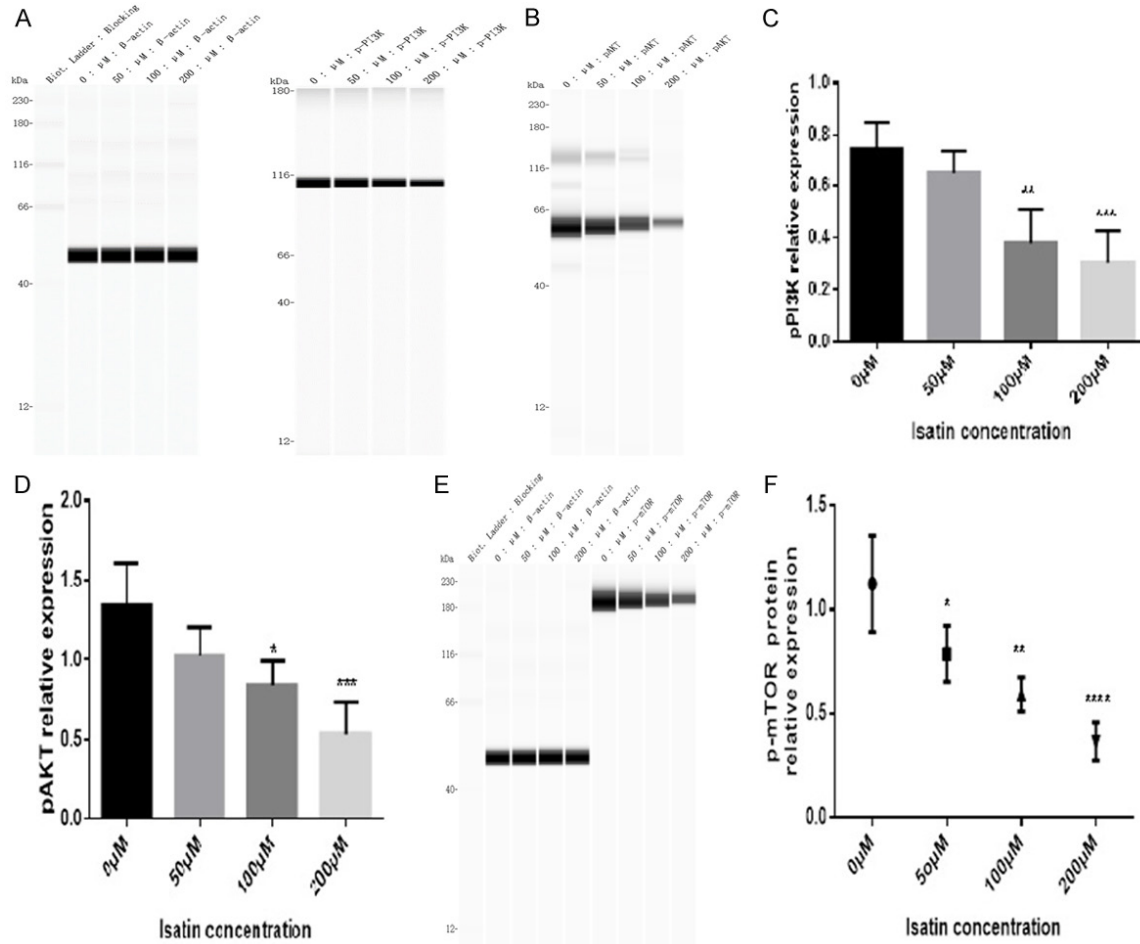 A
Biot. Ladder : Blocking
0 : μM : β-actin
50 : μM : β-actin
100 : μM : β-actin
200 : μM : β-actin
kDa
230-
180-
116-
66-
40-
12-
0 : μM : p-PI3K
50 : μM : p-PI3K
100 : μM : p-PI3K
200 : μM : p-PI3K
kDa
180-
116-
66-
40-
12-
B
0 : μM : pAKT
50 : μM : pAKT
100 : μM : pAKT
200 : μM : pAKT
kDa
230-
180-
116-
66-
40-
12-
C
pPI3K relative expression
1.0
0.8
0.6
0.4
0.2
0.0
**
***
0μM
50μM
100μM
200μM
Isatin concentration
D
pAKT relative expression
2.0
1.5
1.0
0.5
0.0
*
***
0μM
50μM
100μM
200μM
Isatin concentration
E
Biot. Ladder : Blocking
0 : μM : β-actin
50 : μM : β-actin
100 : μM : β-actin
200 : μM : β-actin
0 : μM : p-mTOR
50 : μM : p-mTOR
100 : μM : p-mTOR
200 : μM : p-mTOR
kDa
230-
180-
116-
66-
40-
12-
F
p-mTOR protein
relative expression
1.5
1.0
0.5
0.0
*
**
****
0μM
50μM
100μM
200μM
Isatin concentration